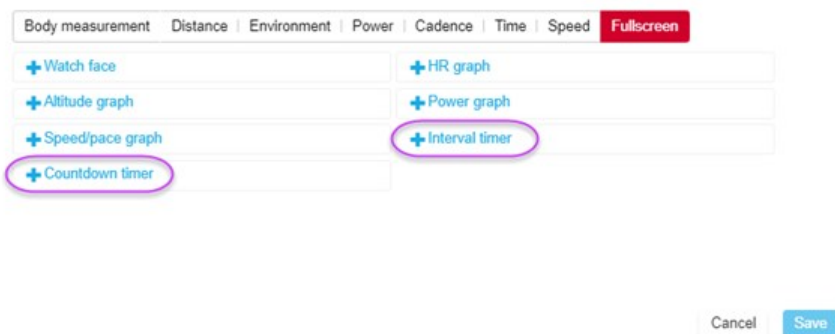 Body measurement Distance Environment Power Cadence Time Speed Fullscreen
Watch face HR graph
Altitude graph Power graph
Speed/pace graph Interval timer
Countdown timer
Cancel Save